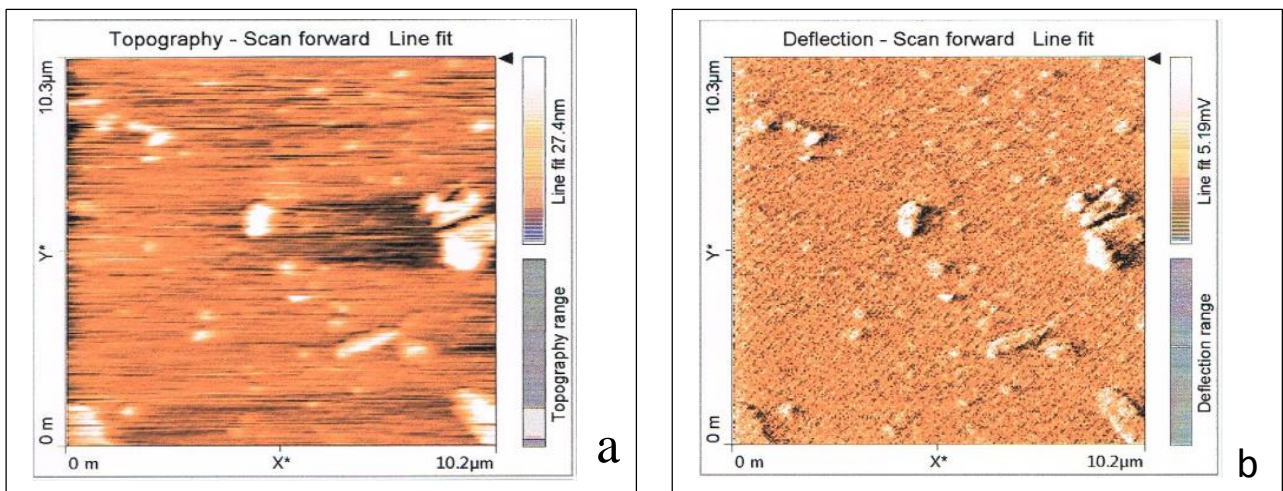 Topography - Scan forward Line fit
10.3µm
Y*
0 m
0 m
X*
10.2µm
Line fit 27.4nm
Topography range
a
Deflection - Scan forward Line fit
10.3µm
Y*
0 m
0 m
X*
10.2µm
Line fit 5.19mV
Deflection range
b